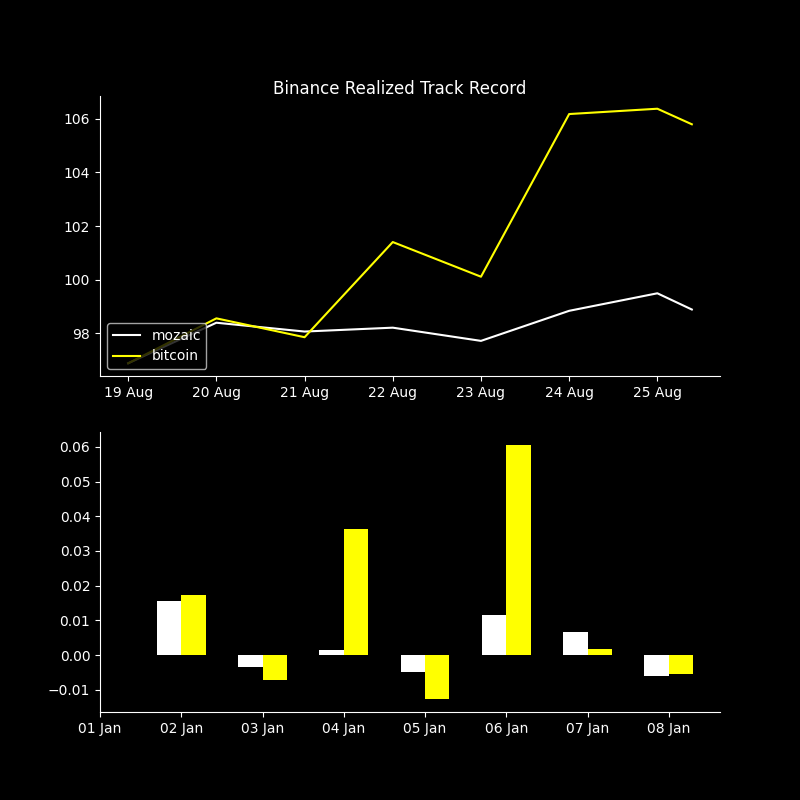 Binance Realized Track Record
106
104
102
100
98
mozaic
bitcoin
19 Aug 20 Aug 21 Aug 22 Aug 23 Aug 24 Aug 25 Aug
0.06
0.05
0.04
0.03
0.02
0.01
0.00
−0.01
01 Jan 02 Jan 03 Jan 04 Jan 05 Jan 06 Jan 07 Jan 08 Jan